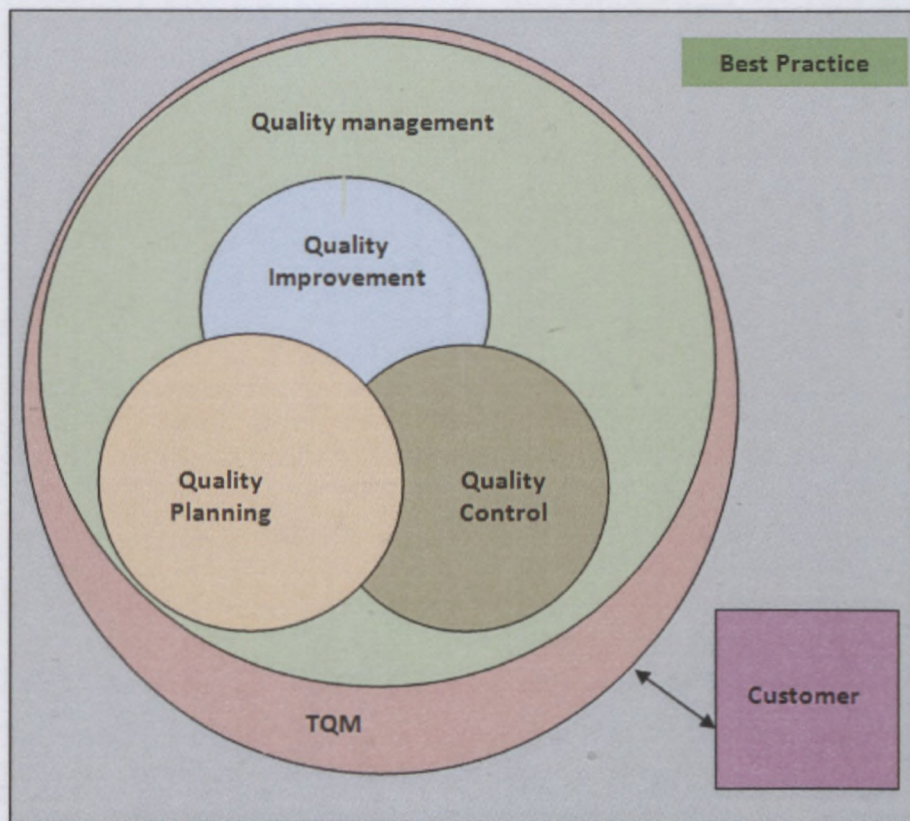 Best Practice
Quality management
Quality
Improvement
Quality
Planning
Quality
Control
Customer
TQM